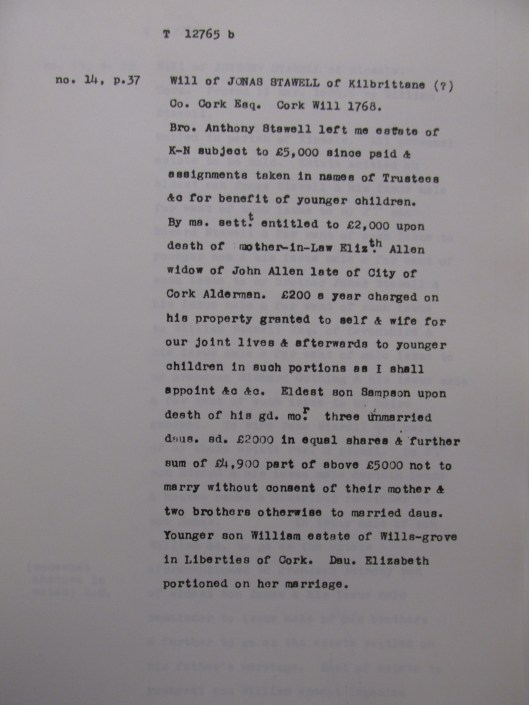 T 12765 b
no. 14, p.37 Will of JONAS STAWELL of Kilbrittane (?)
Co. Cork Esq. Cork Will 1768.
Bro. Anthony Stawell left me estate of
K-N subject to £5,000 since paid &
assignments taken in names of Trustees
&c for benefit of younger children.
By ms. sett.t entitled to £2,000 upon
death of mother-in-Law Eliz.th Allen
widow of John Allen late of City of
Cork Alderman. £200 a year charged on
his property granted to self & wife for
our joint lives & afterwards to younger
children in such portions as I shall
appoint &c &c. Eldest son Sampson upon
death of his gd. mo.r three unmarried
daus. sd. £2000 in equal shares & further
sum of £4,900 part of above £5000 not to
marry without consent of their mother &
two brothers otherwise to married daus.
Younger son William estate of Wills-grove
in Liberties of Cork. Dau. Elizabeth
portioned on her marriage.